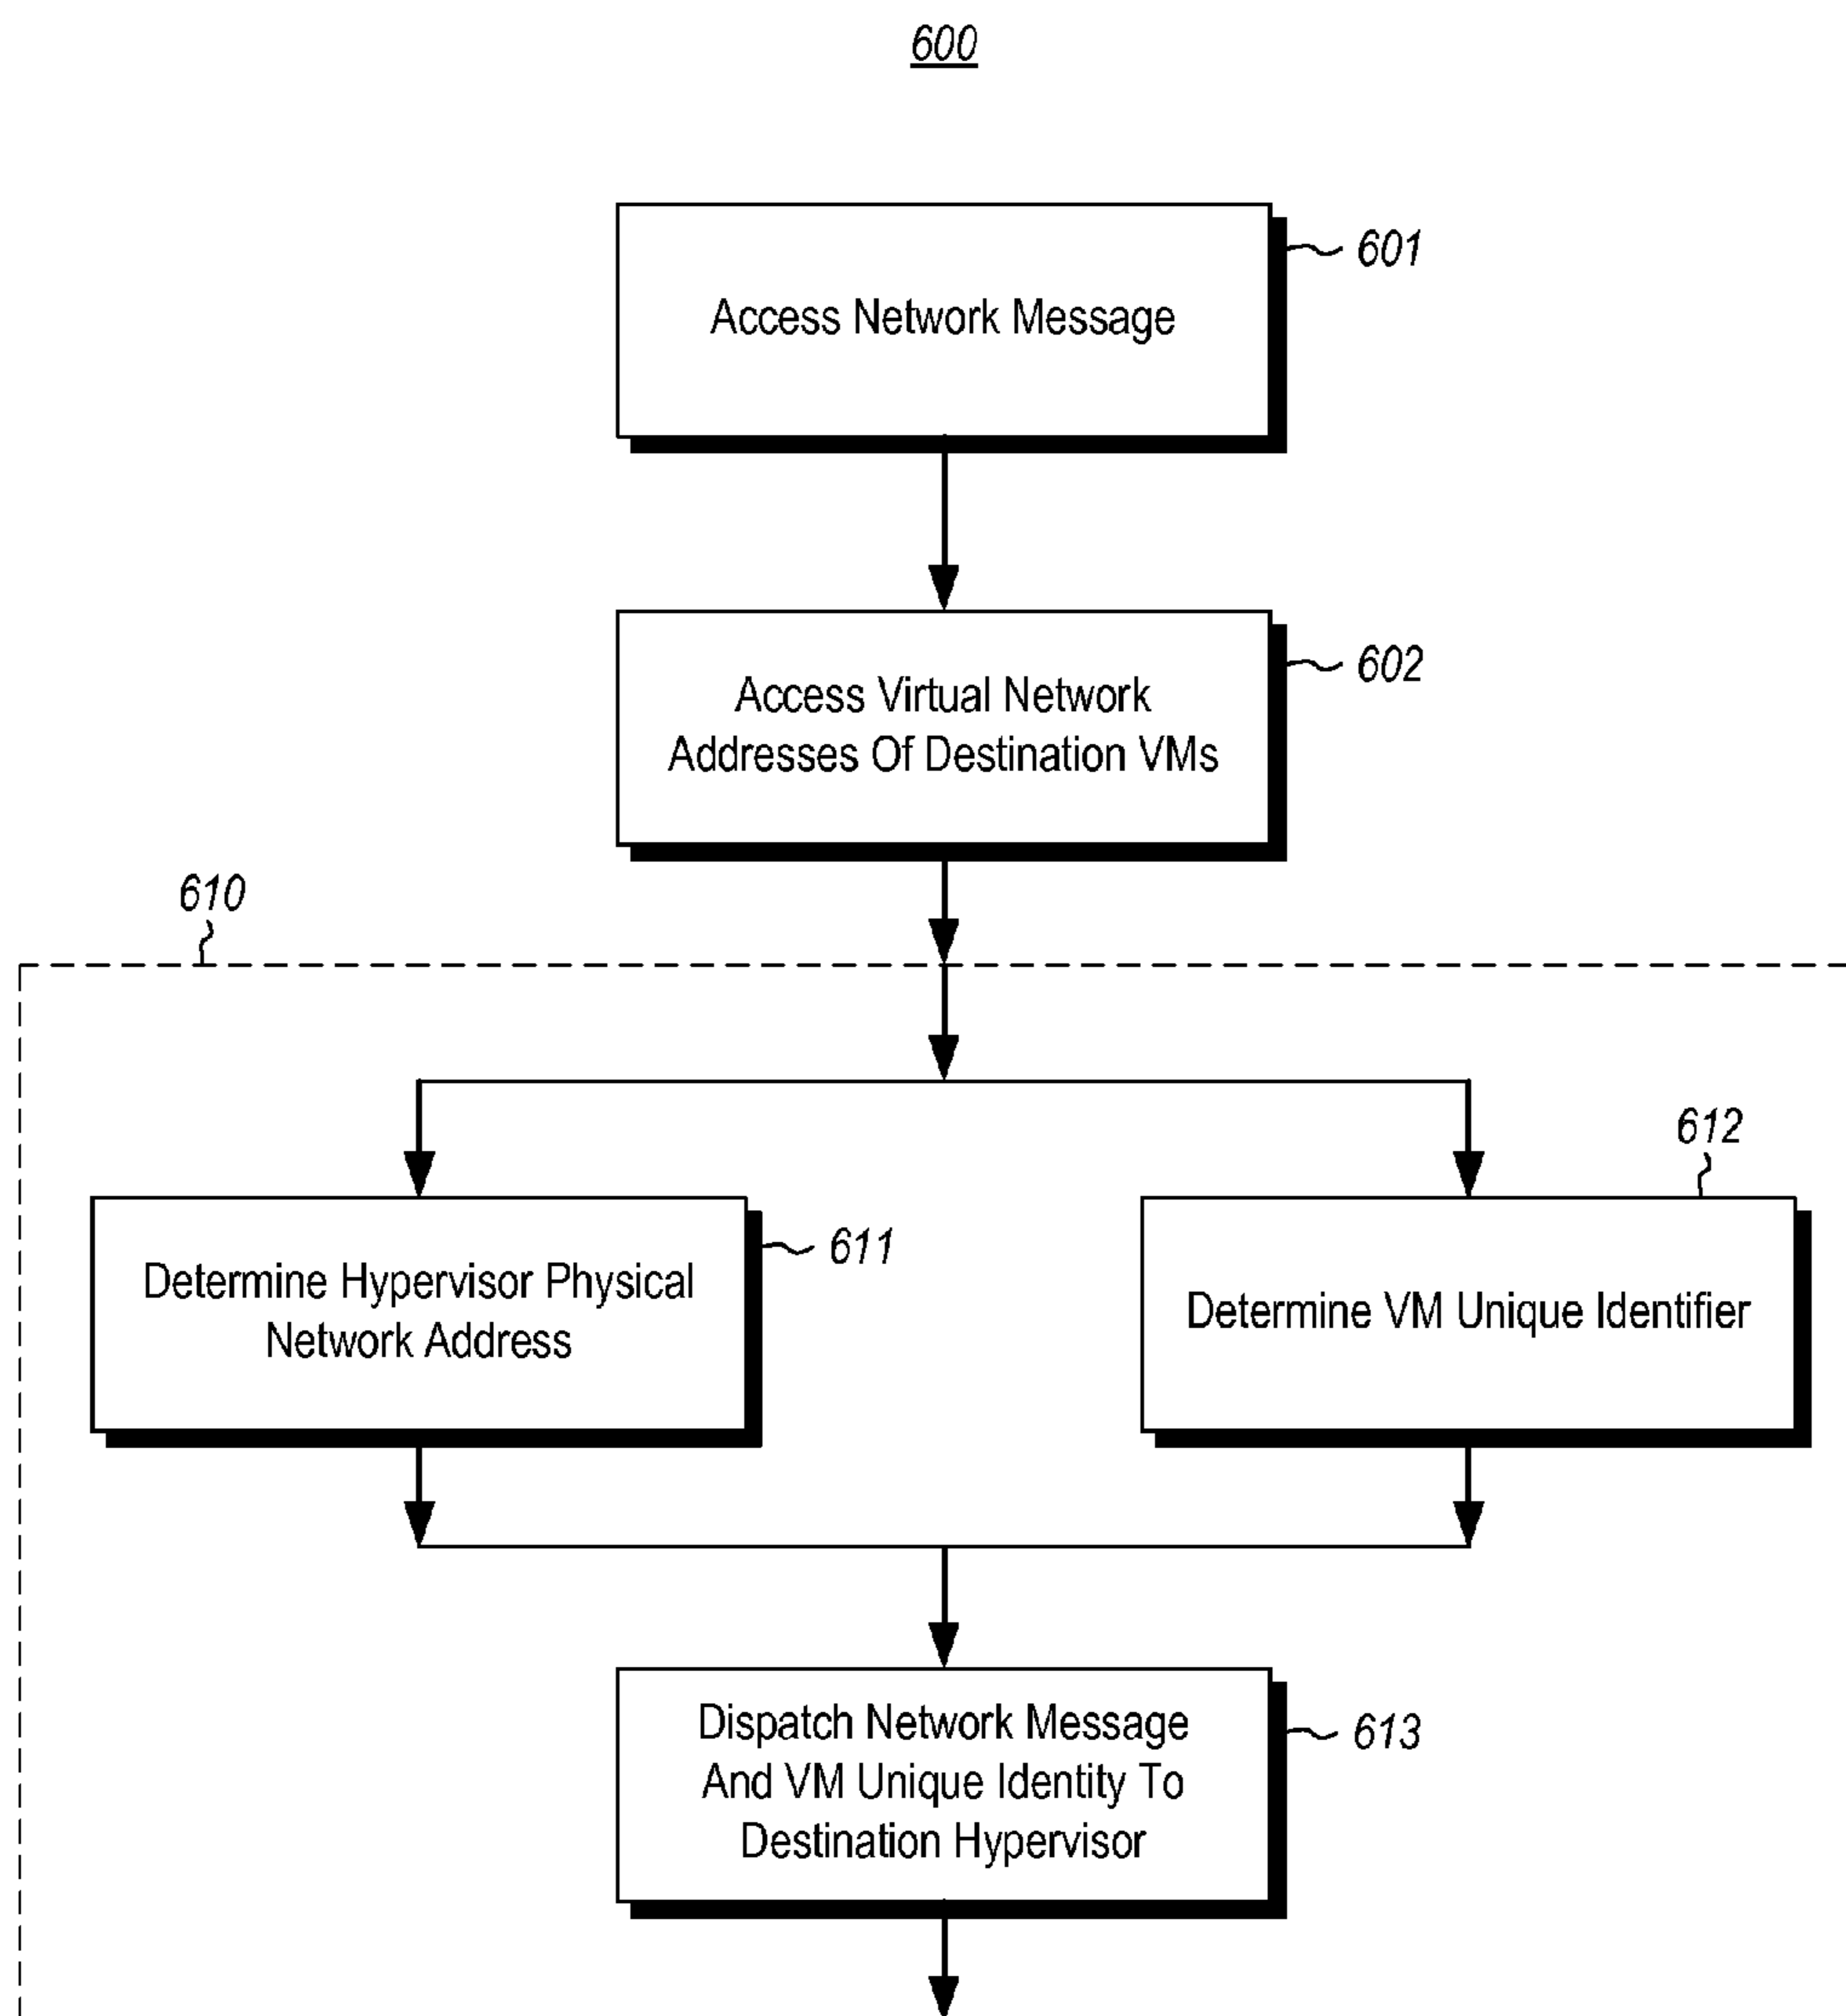 600
Access Network Message
601
Access Virtual Network
Addresses Of Destination VMs
602
610
Determine Hypervisor Physical
Network Address
611
612
Determine VM Unique Identifier
Dispatch Network Message
And VM Unique Identity To
Destination Hypervisor
613